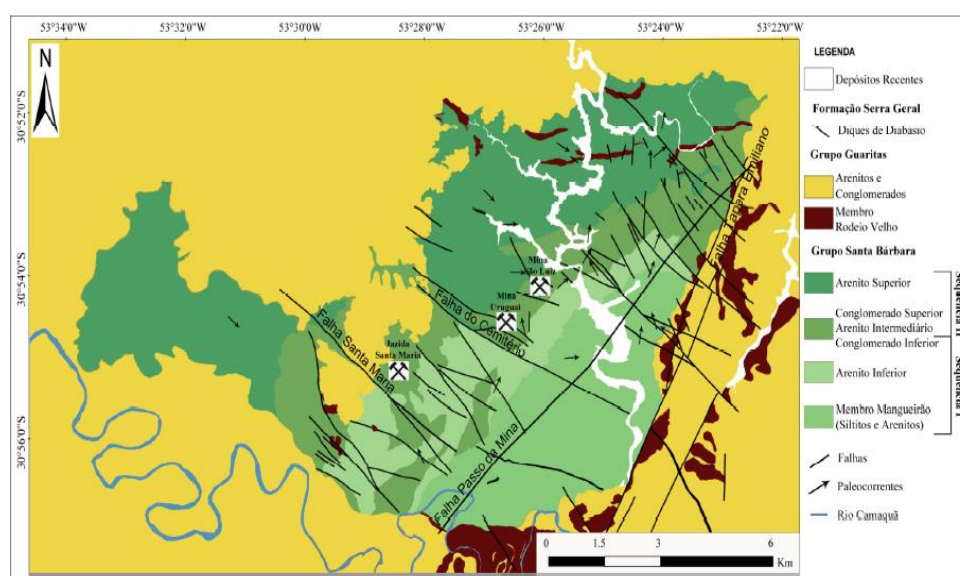 53°34'0"W 53°32'0"W 53°30'0"W 53°28'0"W 53°26'0"W 53°24'0"W 53°22'0"W
N
30°52'0"S
30°54'0"S
30°56'0"S
Falha Santa Maria
Jazida
Santa Maria
Falha do Cemitério
Mina
Uruguai
Mina
São Luiz
Falha Passo da Mina
Falha Tapara Emiliano
0 1.5 3 6
Km
LEGENDA
Depósitos Recentes
Formação Serra Geral
Diques de Diabásio
Grupo Guaritas
Arenitos e
Conglomerados
Membro
Rodeio Velho
Grupo Santa Bárbara
Arenito Superior
Conglomerado Superior
Arenito Intermediário
Conglomerado Inferior
Arenito Inferior
Membro Mangueirão
(Siltitos e Arenitos)
Sequência II
Sequência I
Falhas
Paleocorrentes
Rio Camaquã